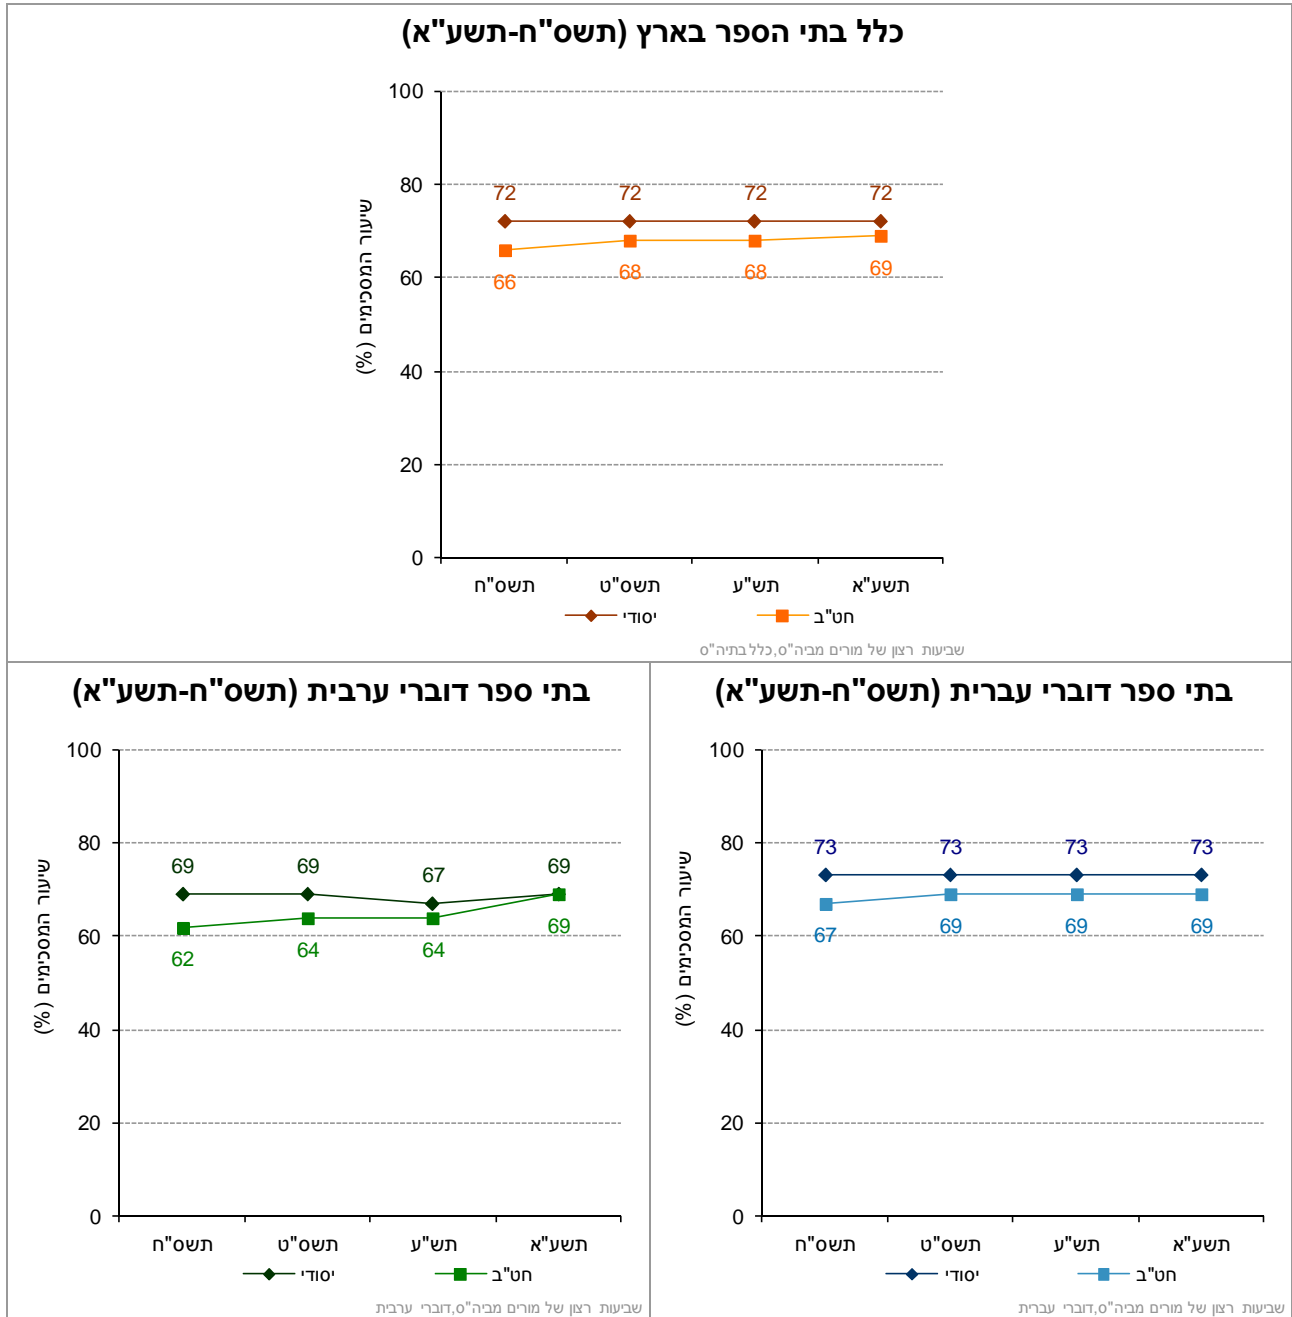 כלל בתי הספר בארץ (תשס"ח-תשע"א)
שיעור המסכימים (%)
100
80
60
40
20
0
72 72 72 72
66 68 68 69
תשס"ח תשס"ט תש"ע תשע"א
יסודי חט"ב
שביעות רצון של מורים מביה"ס,כלל בתיה"ס
בתי ספר דוברי עברית (תשס"ח-תשע"א)
שיעור המסכימים (%)
100
80
60
40
20
0
73 73 73 73
67 69 69 69
תשס"ח תשס"ט תש"ע תשע"א
יסודי חט"ב
שביעות רצון של מורים מביה"ס,דוברי עברית
בתי ספר דוברי ערבית (תשס"ח-תשע"א)
שיעור המסכימים (%)
100
80
60
40
20
0
69 69 67 69
62 64 64 69
תשס"ח תשס"ט תש"ע תשע"א
יסודי חט"ב
שביעות רצון של מורים מביה"ס,דוברי ערבית